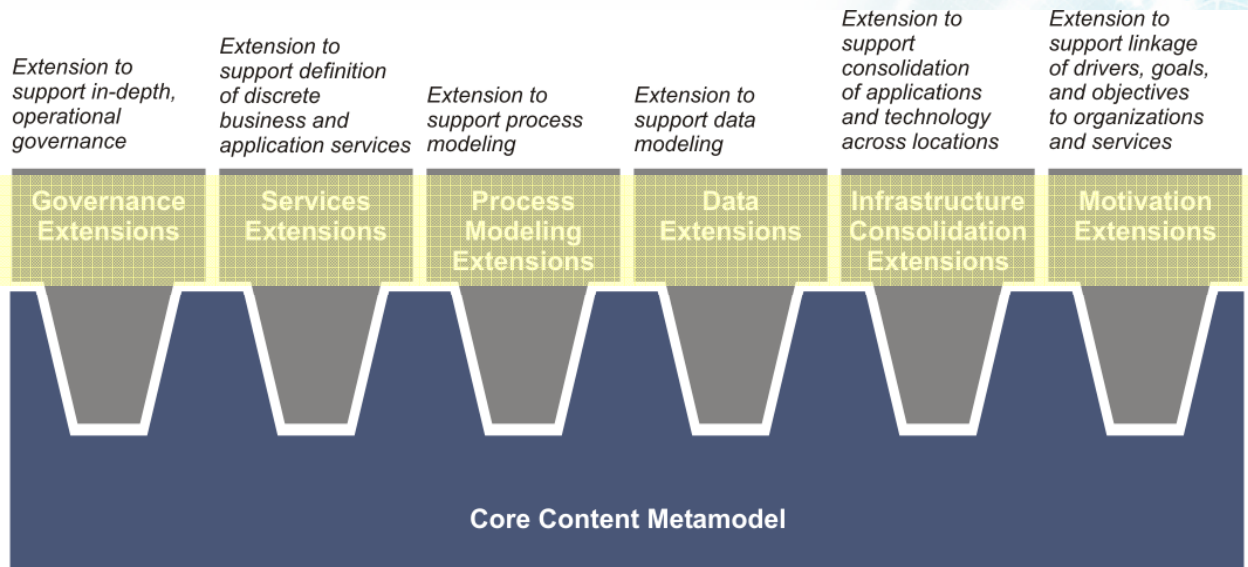 Extension to
support in-depth,
operational
governance
Extension to
support definition
of discrete
business and
application services
Extension to
support process
modeling
Extension to
support data
modeling
Extension to
support
consolidation
of applications
and technology
across locations
Extension to
support linkage
of drivers, goals,
and objectives
to organizations
and services
Governance
Extensions
Services
Extensions
Process
Modeling
Extensions
Data
Extensions
Infrastructure
Consolidation
Extensions
Motivation
Extensions
Core Content Metamodel